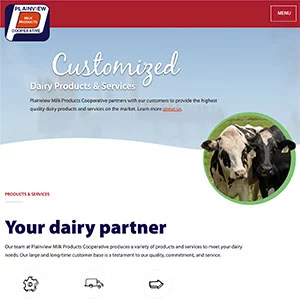 PLAINVIEW
MILK
PRODUCTS
COOPERATIVE
MENU
Customized
Dairy Products & Services
Plainview Milk Products Cooperative partners with our customers to provide the highest
quality dairy products and services on the market. Learn more about us.
PRODUCTS & SERVICES
Your dairy partner
Our team at Plainview Milk Products Cooperative produces a variety of products and services to meet your dairy
needs. Our large and long-time customer base is a testament to our quality, commitment, and service.